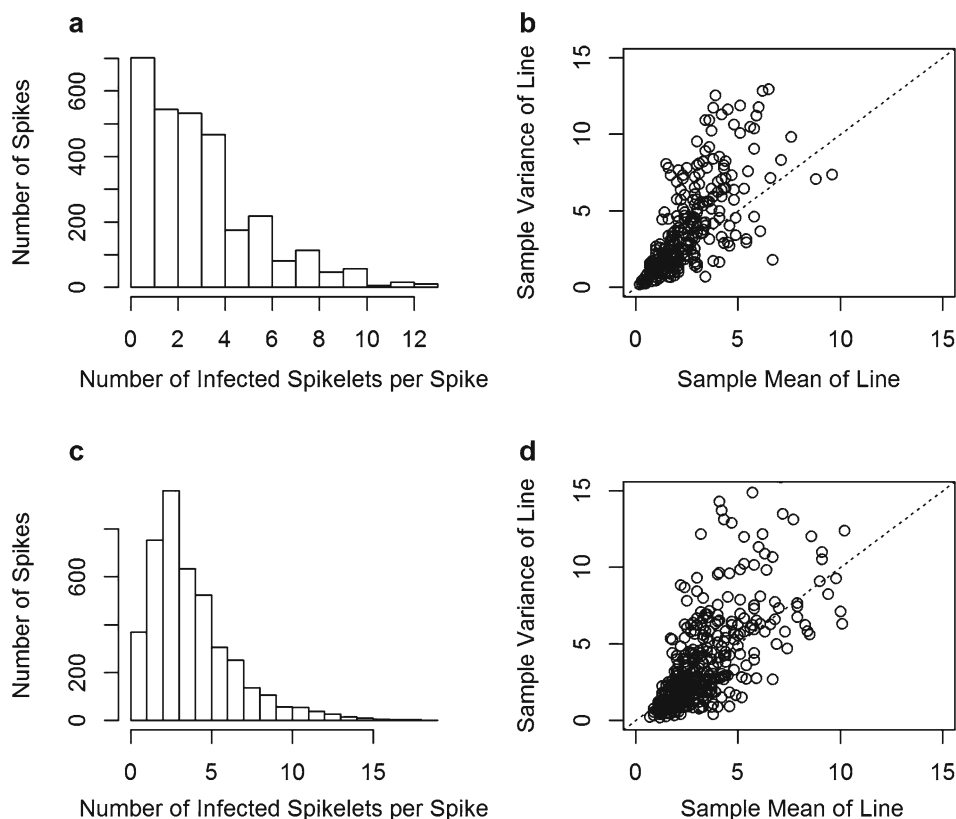 a
Number of Spikes
0 200 400 600
0 2 4 6 8 10 12
Number of Infected Spikelets per Spike
b
Sample Variance of Line
0 5 10 15
0 5 10 15
Sample Mean of Line
c
Number of Spikes
0 200 600
0 5 10 15
Number of Infected Spikelets per Spike
d
Sample Variance of Line
0 5 10 15
0 5 10 15
Sample Mean of Line